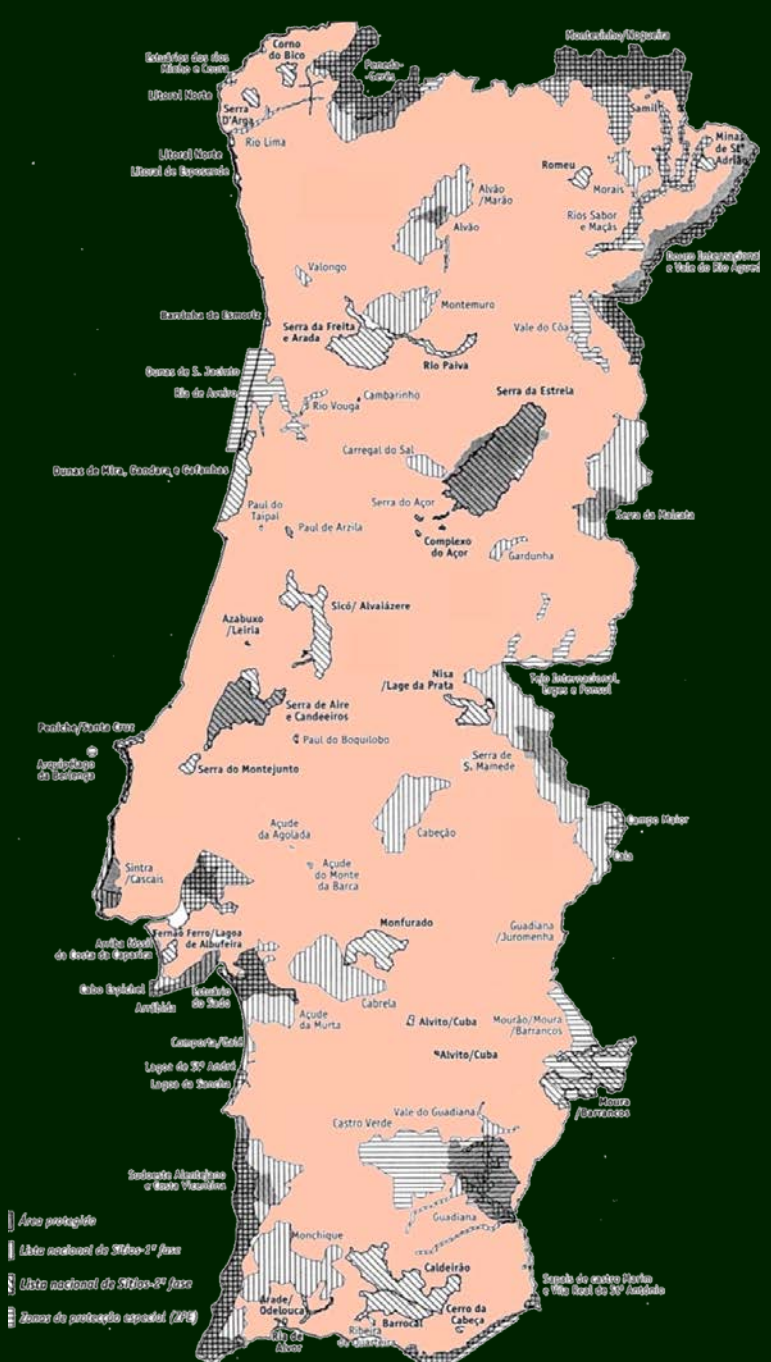 Montesinho/Nogueira
Corno
do Bico
Estuários dos rios
Minho e Coura
Peneda-
-Gerês
Litoral Norte
Serra
D'Arga
Rio Lima
Samil
Minas
de Stº
Adrião
Litoral Norte
Litoral de Esposende
Romeu
Morais
Alvão
/Marão
Rios Sabor
e Maçãs
Alvão
Douro Internacional
e Vale do Rio Águeda
Valongo
Barrinha de Esmoriz
Montemuro
Serra da Freita
e Arada
Vale do Côa
Rio Paiva
Dunas de S. Jacinto
Ria de Aveiro
Cambarinho
Rio Vouga
Serra da Estrela
Carregal do Sal
Dunas de Mira, Gandara, e Gafanhas
Serra do Açor
Paul do
Taipal
Paul de Arzila
Serra da Malcata
Complexo
do Açor
Gardunha
Sicó/ Alvaiázere
Azabuxo
/Leiria
Nisa
/Lage da Prata
Tejo Internacional,
Erges e Ponsul
Serra de Aire
e Candeeiros
Peniche/Santa Cruz
Paul do Boquilobo
Arquipélago
da Berlenga
Serra do Montejunto
Serra de
S. Mamede
Açude
da Agolada
Cabeção
Campo Maior
Caia
Açude
do Monte
da Barca
Sintra
/Cascais
Monfurado
Guadiana
/Juromenha
Fernão Ferro/Lagoa
de Albufeira
Arriba fóssil
da Costa da Caparica
Cabo Espichel
Arrábida
Estuário
do Sado
Cabrela
Açude
da Murta
Alvito/Cuba
Mourão/Moura
/Barrancos
Comporta/Galé
Alvito/Cuba
Lagoa de Stº André
Lagoa da Sancha
Moura
/Barrancos
Vale do Guadiana
Castro Verde
Sudoeste Alentejano
e Costa Vicentina
Guadiana
Monchique
Caldeirão
Sapais de castro Marim
e Vila Real de Stº António
Arade/
Odelouca
Cerro da
Cabeça
Barrocal
Ria de
Alvor
Ribeira
de Quarteira
Área protegida
Lista nacional de Sítios-1ª fase
Lista nacional de Sítios-2ª fase
Zonas de protecção especial (ZPE)